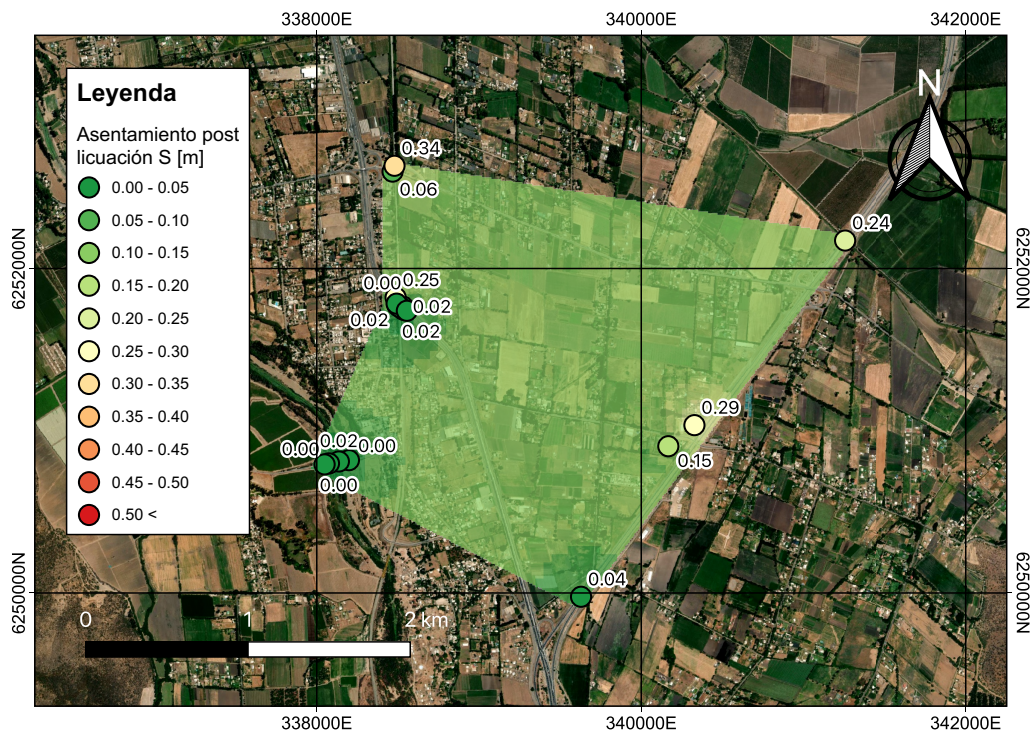 338000E 340000E 342000E
N
Leyenda
Asentamiento post
licuación S [m]
0.00 - 0.05
0.05 - 0.10
0.10 - 0.15
0.15 - 0.20
0.20 - 0.25
0.25 - 0.30
0.30 - 0.35
0.35 - 0.40
0.40 - 0.45
0.45 - 0.50
0.50 <
0.34
0.06
0.24
6252000N 6252000N
0.00 0.25
0.02 0.02
0.02
0.29
0.15
0.00 0.02 0.00
0.00
0.04
6250000N 6250000N
0 1 2 km
338000E 340000E 342000E